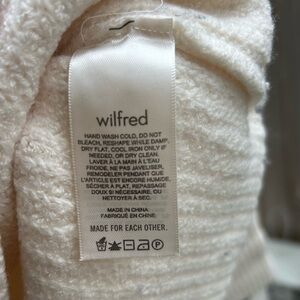 wilfred
HAND WASH COLD, DO NOT
BLEACH, RESHAPE WHILE DAMP,
DRY FLAT, COOL IRON ONLY IF
NEEDED, OR DRY CLEAN.
LAVER À LA MAIN À L'EAU
FROIDE, NE PAS JAVELISER,
REMODELER PENDANT QUE
L'ARTICLE EST ENCORE HUMIDE,
SÉCHER À PLAT, REPASSAGE
DOUX SI NÉCESSAIRE, OU
NETTOYER À SEC.
MADE IN CHINA
FABRIQUÉ EN CHINE
MADE FOR EACH OTHER.